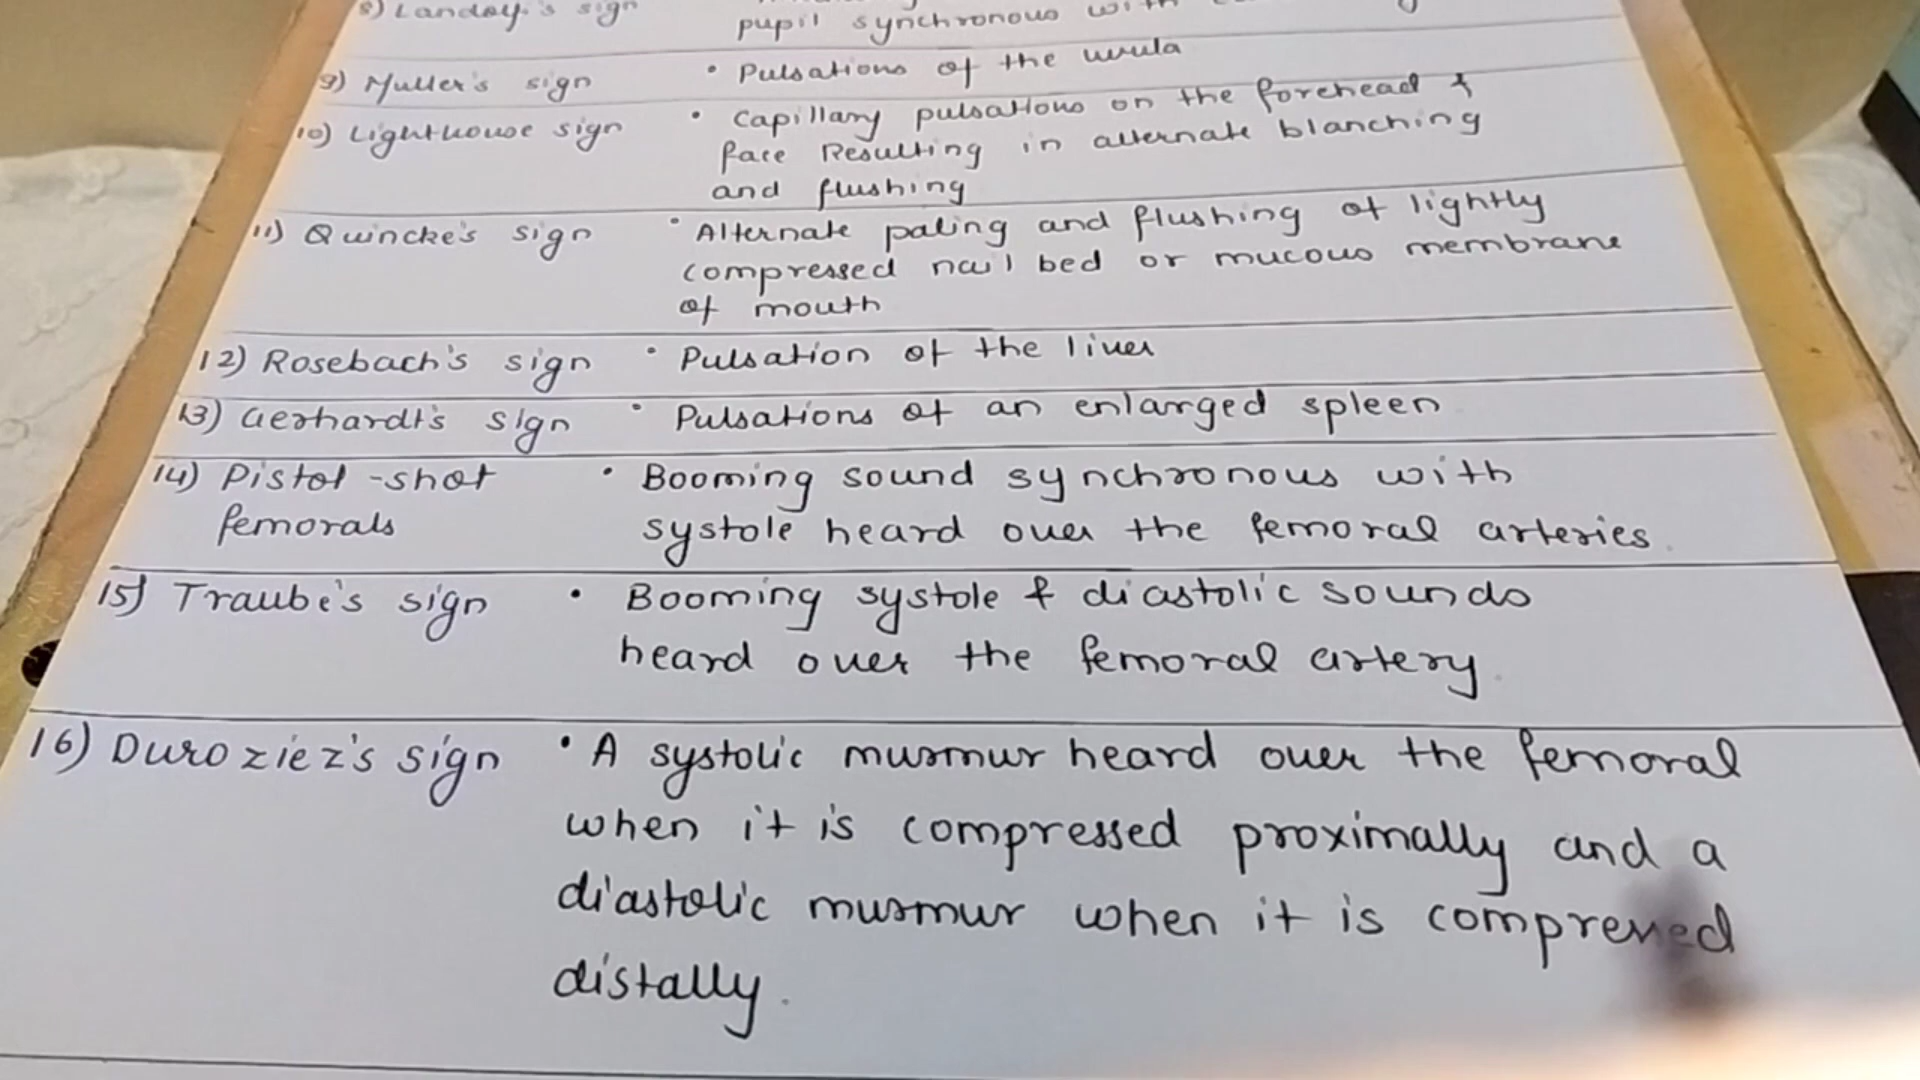 8) Landoy's sign
pupil synchronous with
9) Muller's sign • Pulsations of the uvula
10) Lighthouse sign • Capillary pulsations on the forehead &
face Resulting in alternate blanching
and flushing
11) Quincke's sign • Alternate paling and flushing of lightly
compressed nail bed or mucous membrane
of mouth
12) Rosebach's sign • Pulsation of the liver
13) Gerhardt's sign • Pulsations of an enlarged spleen
14) Pistol-shot • Booming sound synchronous with
femorals systole heard over the femoral arteries.
15) Traube's sign • Booming systole & diastolic sounds
heard over the femoral artery.
16) Duroziez's sign • A systolic murmur heard over the femoral
when it is compressed proximally and a
diastolic murmur when it is compressed
distally.